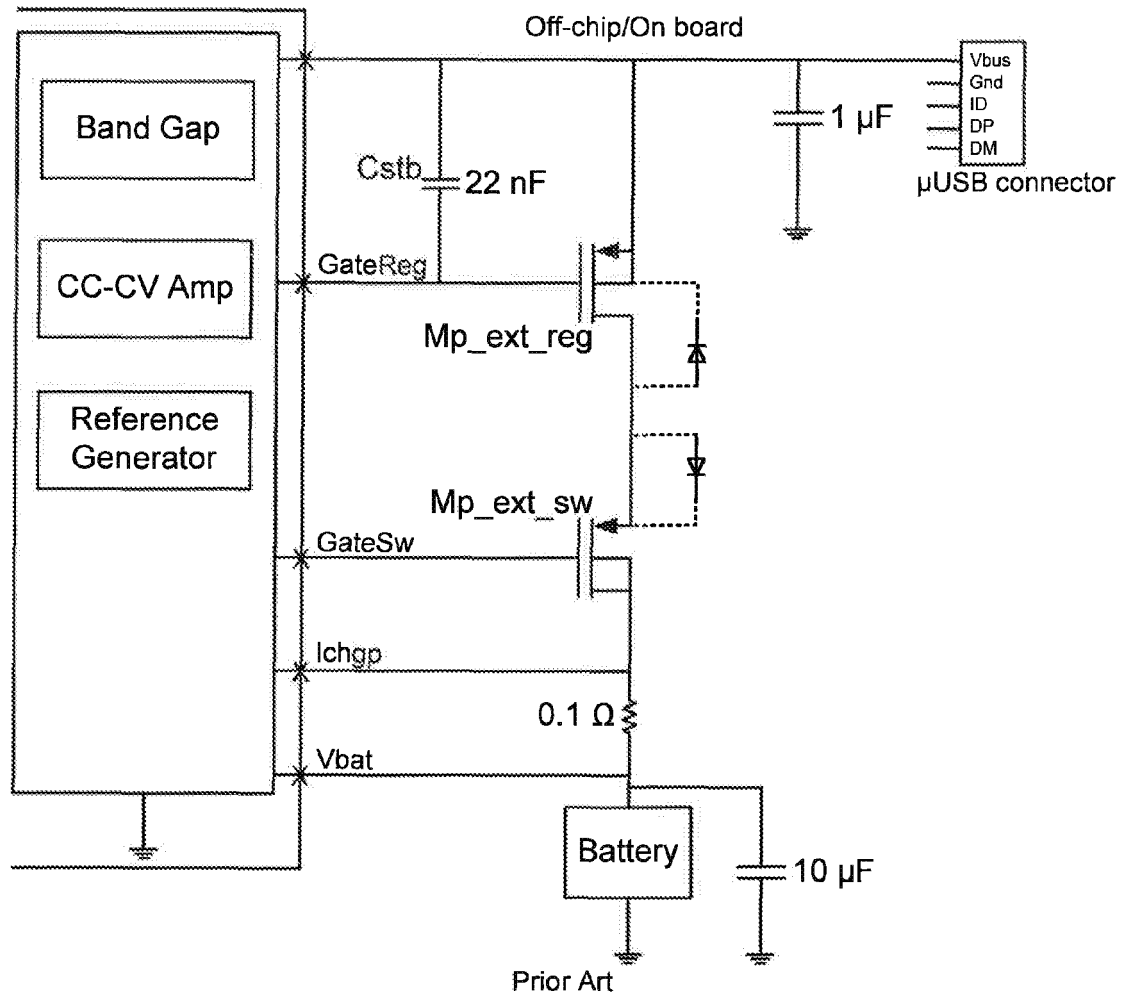 Off-chip/On board
Vbus
Gnd
ID
DP
DM
µUSB connector
Band Gap
1 µF
Cstb
22 nF
CC-CV Amp
GateReg
Mp_ext_reg
Reference
Generator
Mp_ext_sw
GateSw
Ichgp
0.1 Ω
Vbat
Battery
10 µF
Prior Art